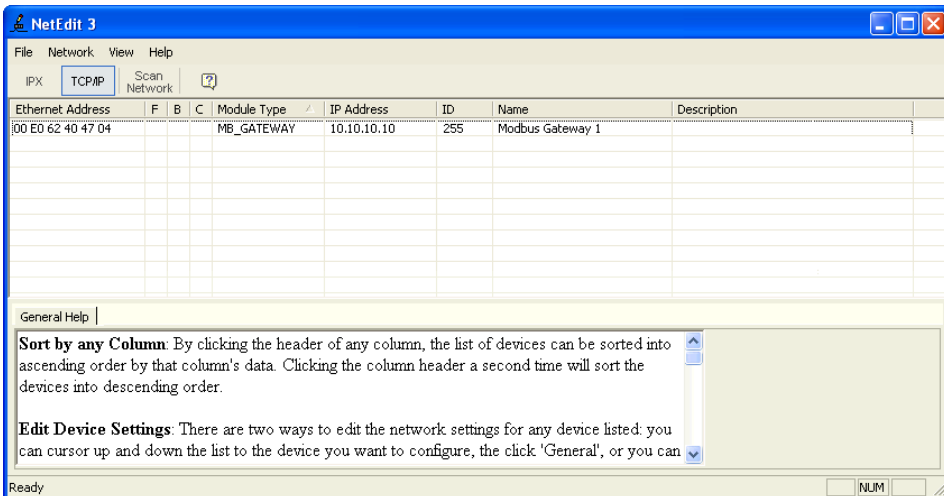 NetEdit 3
File Network View Help
IPX TCP/IP Scan Network
Ethernet Address F B C Module Type IP Address ID Name Description
00 E0 62 40 47 04 MB_GATEWAY 10.10.10.10 255 Modbus Gateway 1
General Help
Sort by any Column: By clicking the header of any column, the list of devices can be sorted into
ascending order by that column's data. Clicking the column header a second time will sort the
devices into descending order.
Edit Device Settings: There are two ways to edit the network settings for any device listed: you
can cursor up and down the list to the device you want to configure, the click 'General', or you can
Ready NUM